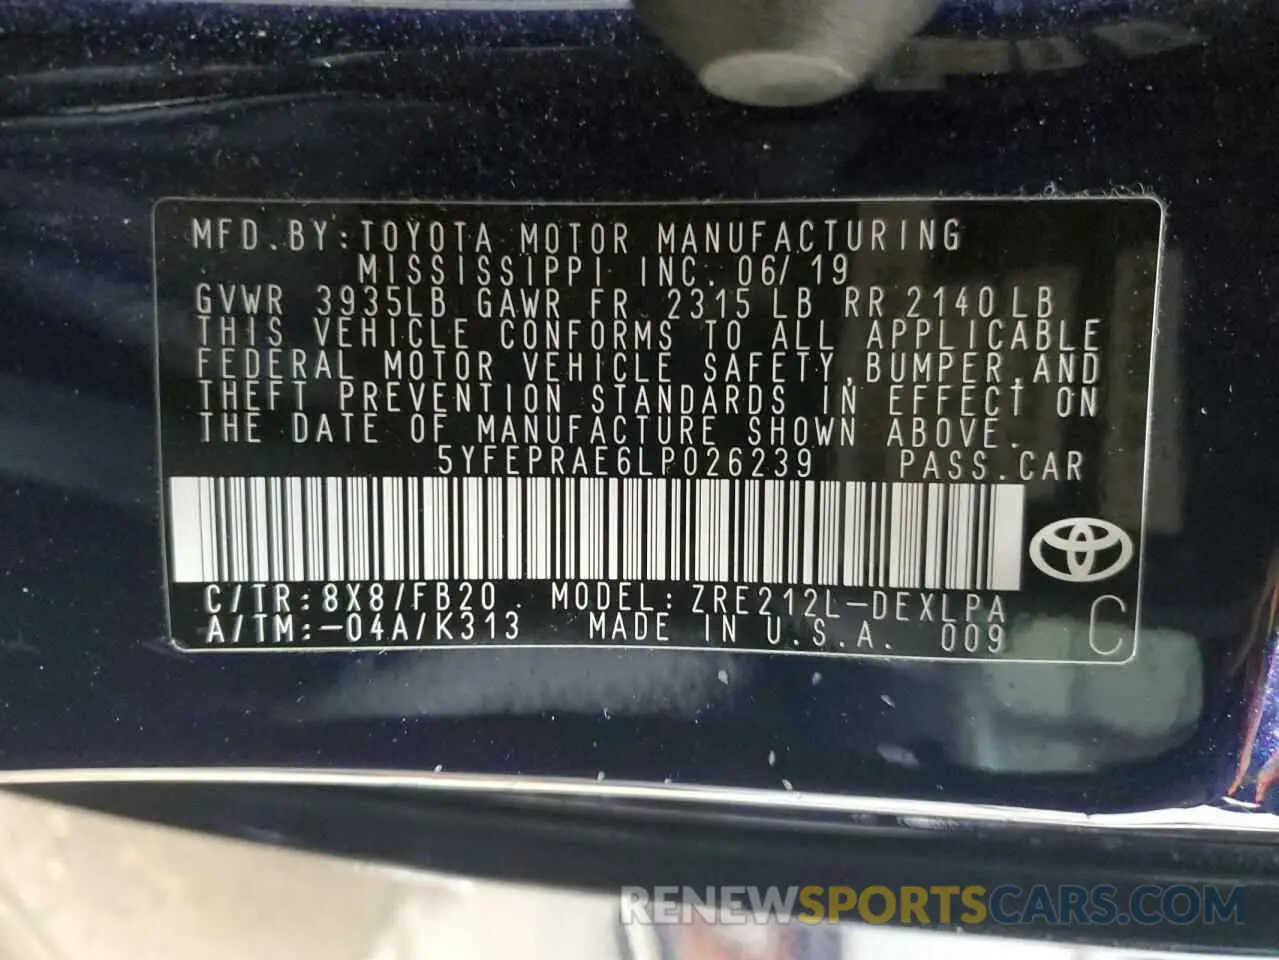 MFD.BY:TOYOTA MOTOR MANUFACTURING
MISSISSIPPI INC. 06/19
GVWR 3935LB GAWR FR 2315 LB RR 2140 LB
THIS VEHICLE CONFORMS TO ALL APPLICABLE
FEDERAL MOTOR VEHICLE SAFETY,BUMPER,AND
THEFT PREVENTION STANDARDS IN EFFECT ON
THE DATE OF MANUFACTURE SHOWN ABOVE.
5YFEPRAE6LP026239 PASS.CAR
C/TR:8X8/FB20 MODEL:ZRE212L-DEXLPA
A/TM:-04A/K313 MADE IN U.S.A. 009
C
RENEWSPORTSCARS.COM